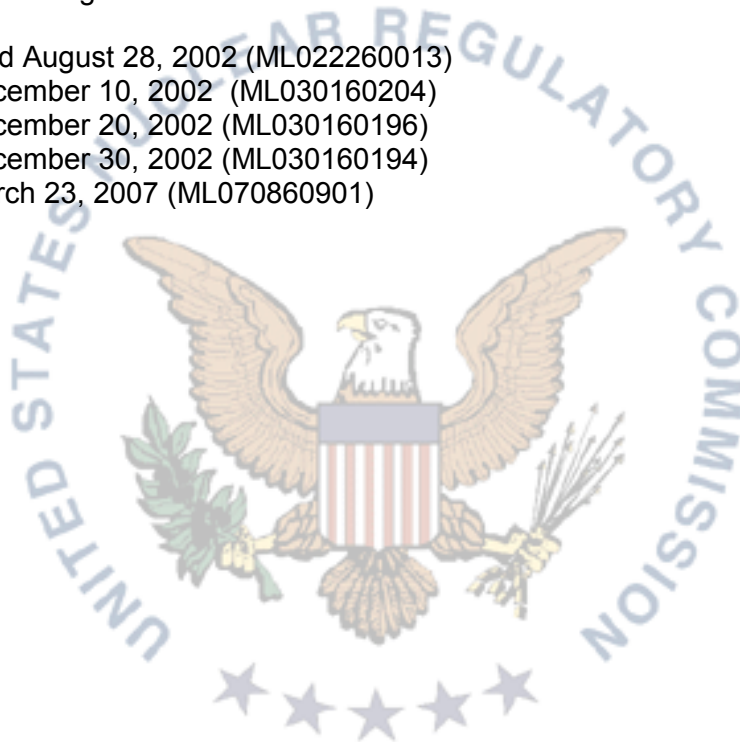 d August 28, 2002 (ML022260013)
cember 10, 2002  (ML030160204)
cember 20, 2002 (ML030160196)
cember 30, 2002 (ML030160194)
rch 23, 2007 (ML070860901)
UNITED STATES NUCLEAR REGULATORY COMMISSION